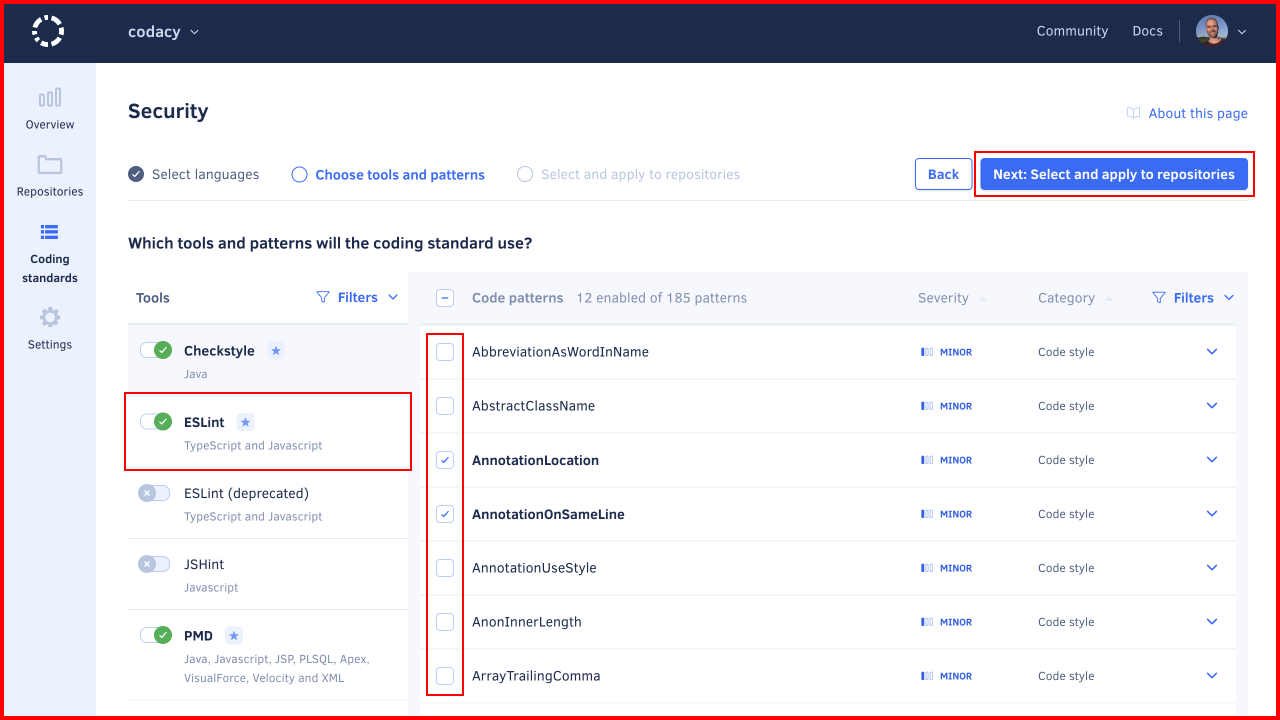 codacy
Community
Docs
Overview
Repositories
Coding
standards
Settings
Security
About this page
Select languages
Choose tools and patterns
Select and apply to repositories
Back
Next: Select and apply to repositories
Which tools and patterns will the coding standard use?
Tools
Filters
Checkstyle
Java
ESLint
TypeScript and Javascript
ESLint (deprecated)
TypeScript and Javascript
JSHint
Javascript
PMD
Java, Javascript, JSP, PLSQL, Apex,
VisualForce, Velocity and XML
Code patterns 12 enabled of 185 patterns Severity Category Filters
AbbreviationAsWordInName MINOR Code style
AbstractClassName MINOR Code style
AnnotationLocation MINOR Code style
AnnotationOnSameLine MINOR Code style
AnnotationUseStyle MINOR Code style
AnonInnerLength MINOR Code style
ArrayTrailingComma MINOR Code style